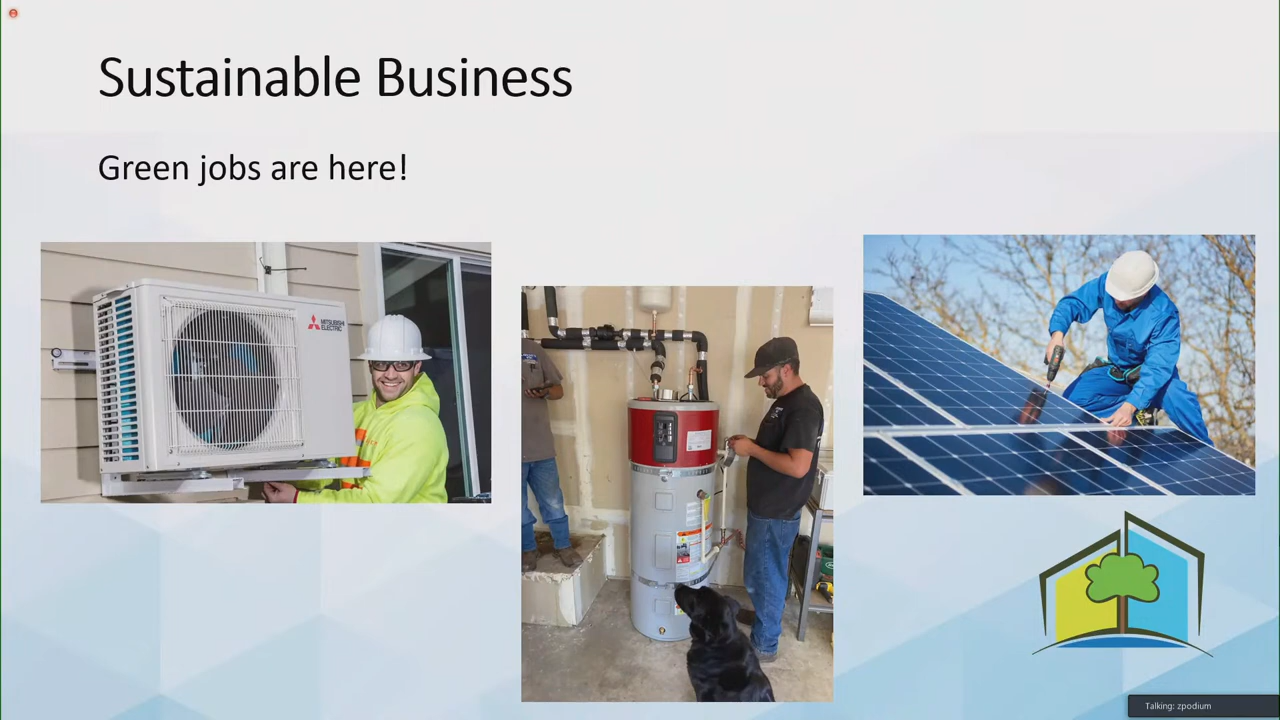 Sustainable Business
Green jobs are here!
MITSUBISHI
ELECTRIC
Talking: zpodium